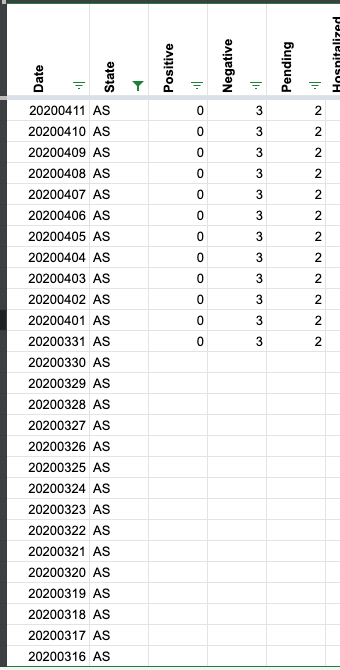 Date State Positive Negative Pending Hospitalized
20200411 AS 0 3 2
20200410 AS 0 3 2
20200409 AS 0 3 2
20200408 AS 0 3 2
20200407 AS 0 3 2
20200406 AS 0 3 2
20200405 AS 0 3 2
20200404 AS 0 3 2
20200403 AS 0 3 2
20200402 AS 0 3 2
20200401 AS 0 3 2
20200331 AS 0 3 2
20200330 AS
20200329 AS
20200328 AS
20200327 AS
20200326 AS
20200325 AS
20200324 AS
20200323 AS
20200322 AS
20200321 AS
20200320 AS
20200319 AS
20200318 AS
20200317 AS
20200316 AS